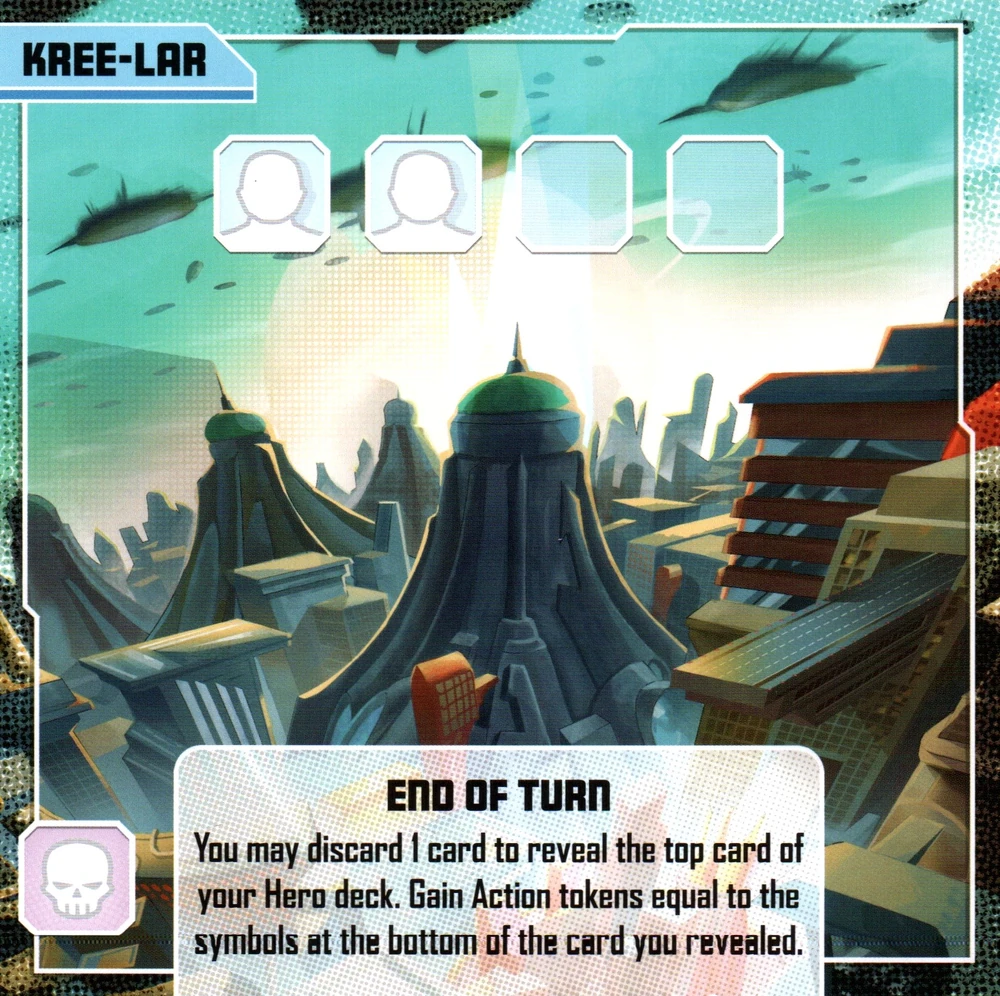 KREE-LAR
END OF TURN
You may discard 1 card to reveal the top card of
your Hero deck. Gain Action tokens equal to the
symbols at the bottom of the card you revealed.